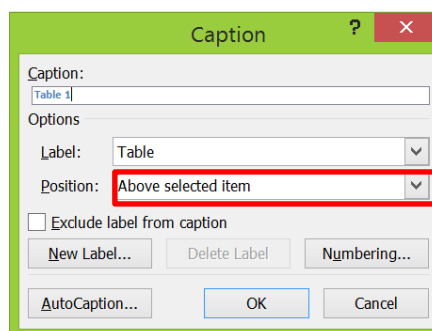 Caption
? ×
Caption:
Table 1
Options
Label: Table
Position: Above selected item
Exclude label from caption
New Label... Delete Label Numbering...
AutoCaption... OK Cancel